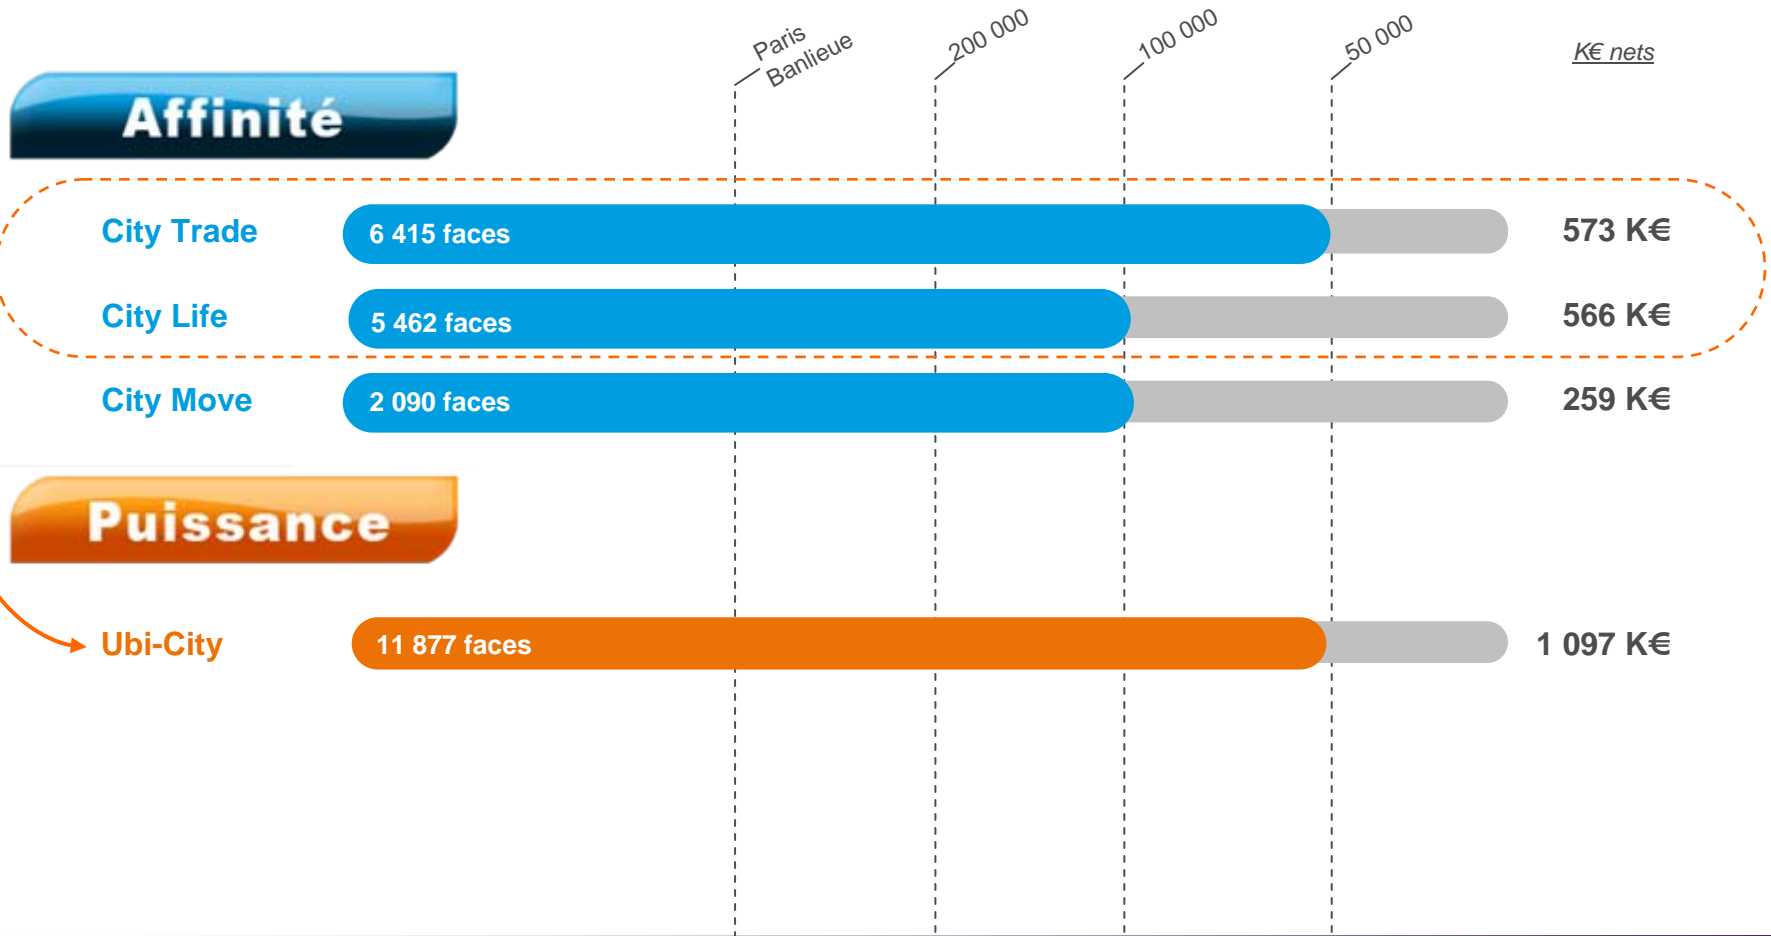 Paris
Banlieue
200 000
100 000
50 000
K€ nets
Affinité
City Trade
6 415 faces
573 K€
City Life
5 462 faces
566 K€
City Move
2 090 faces
259 K€
Puissance
Ubi-City
11 877 faces
1 097 K€